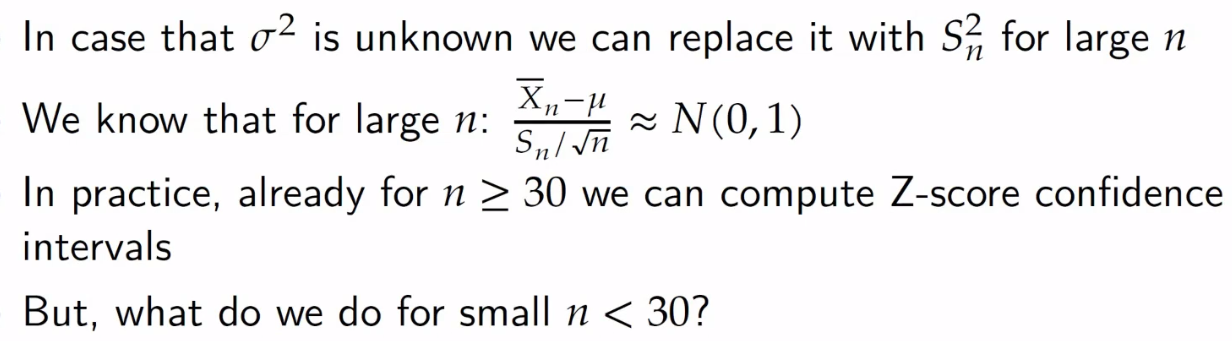 In case that σ² is unknown we can replace it with Sₙ² for large n
We know that for large n: (X̄ₙ−μ)/(Sₙ/√n) ≈ N(0,1)
In practice, already for n ≥ 30 we can compute Z-score confidence
intervals
But, what do we do for small n < 30?